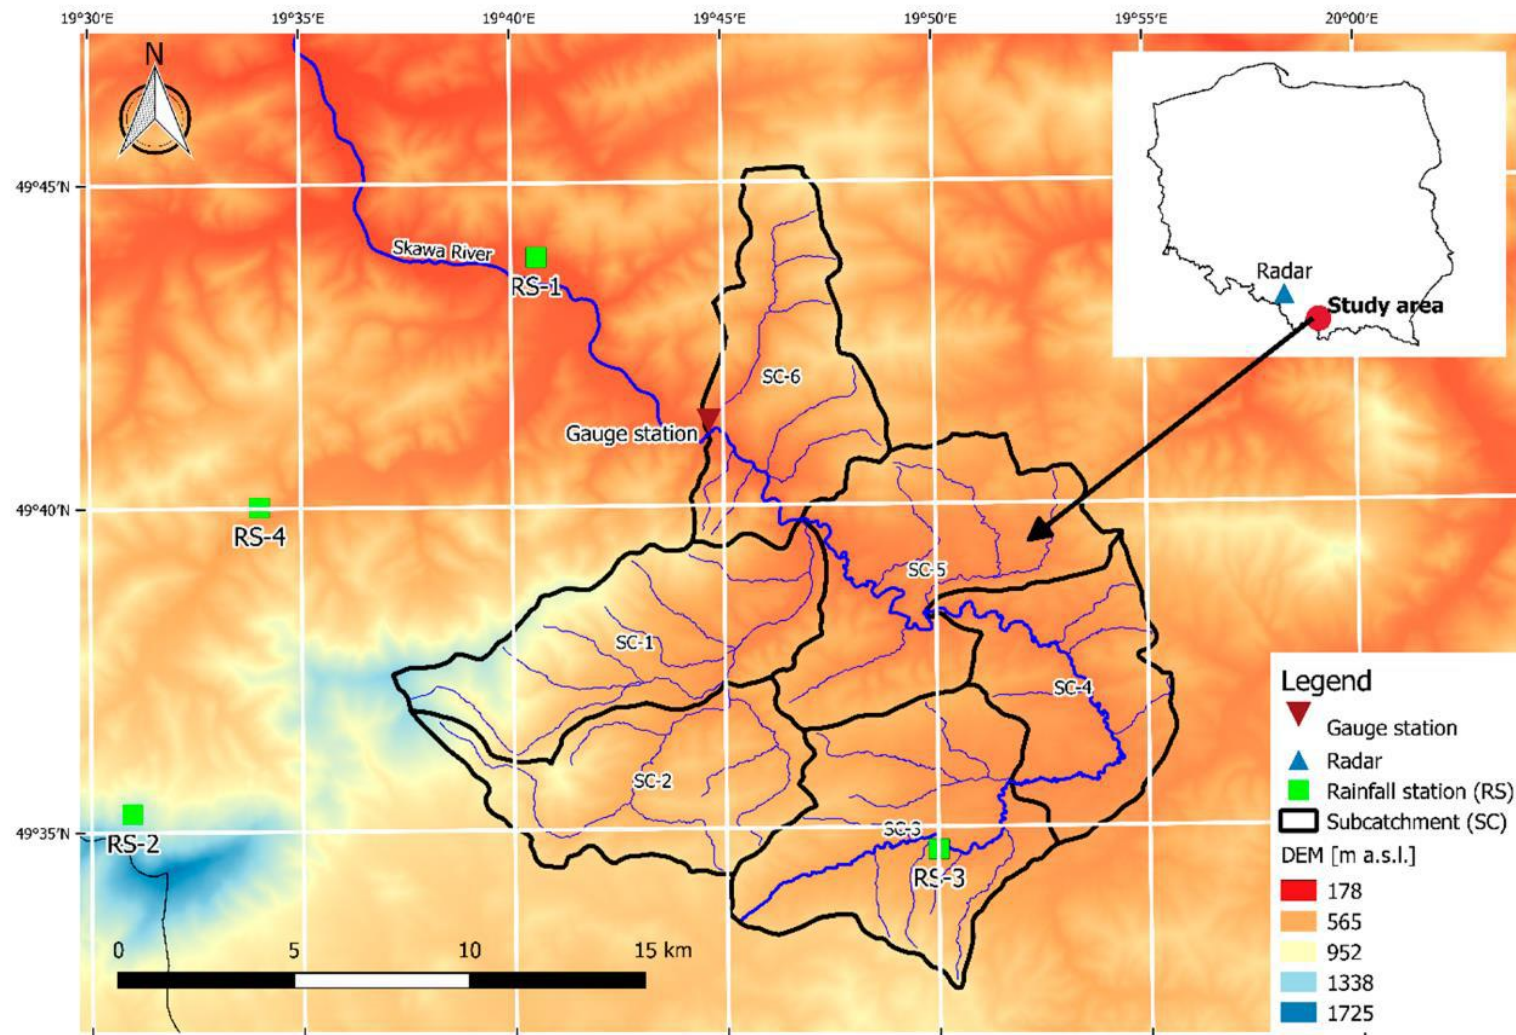 19°30'E 19°35'E 19°40'E 19°45'E 19°50'E 19°55'E 20°00'E
N
49°45'N
Skawa River
RS-1
Radar
Study area
SC-6
Gauge station
49°40'N
RS-4
SC-5
SC-1
SC-4
SC-2
49°35'N
RS-2
SC-3
RS-3
0 5 10 15 km
Legend
Gauge station
Radar
Rainfall station (RS)
Subcatchment (SC)
DEM [m a.s.l.]
178
565
952
1338
1725